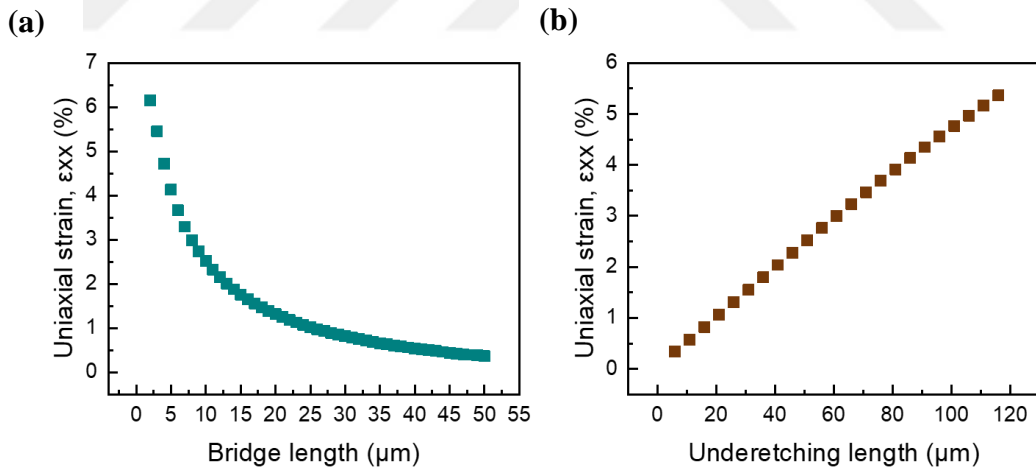 (a)
(b)
7
6
5
4
3
2
1
0
Uniaxial strain, εxx (%)
0 5 10 15 20 25 30 35 40 45 50 55
Bridge length (μm)
6
5
4
3
2
1
0
Uniaxial strain, εxx (%)
0 20 40 60 80 100 120
Underetching length (μm)